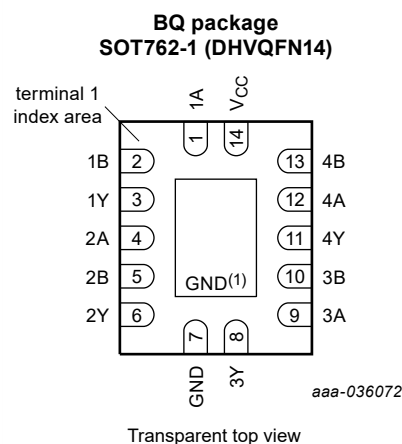 BQ package
SOT762-1 (DHVQFN14)
terminal 1
index area
1A
VCC
1
14
1B 2
13 4B
1Y 3
12 4A
2A 4
11 4Y
2B 5
10 3B
2Y 6
9 3A
GND(1)
7
8
GND
3Y
aaa-036072
Transparent top view